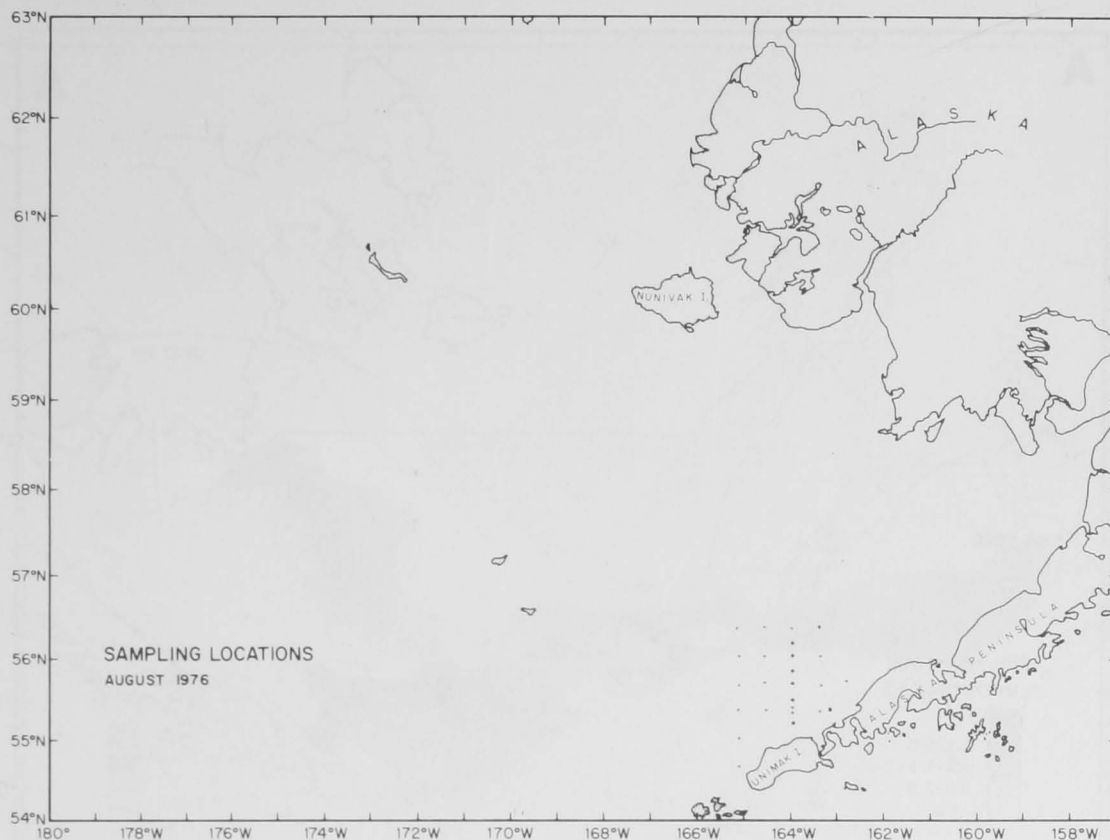 63°N
62°N
61°N
60°N
59°N
58°N
57°N
56°N
55°N
54°N
ALASKA
NUNIVAK I.
SAMPLING LOCATIONS
AUGUST 1976
ALASKA PENINSULA
UNIMAK I.
180° 178°W 176°W 174°W 172°W 170°W 168°W 166°W 164°W 162°W 160°W 158°W